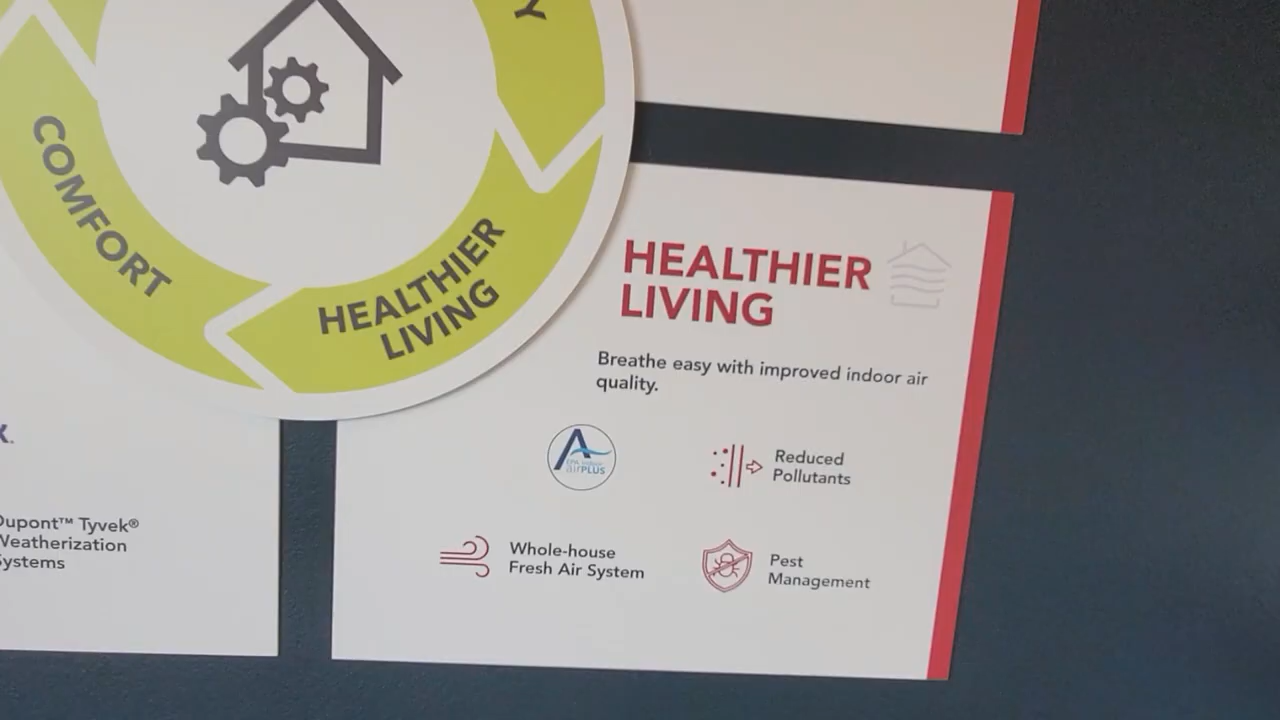 Y
COMFORT
HEALTHIER
LIVING
HEALTHIER
LIVING
Breathe easy with improved indoor air
quality.
airPLUS
Reduced
Pollutants
Whole-house
Fresh Air System
Pest
Management
Dupont™ Tyvek®
Weatherization
Systems